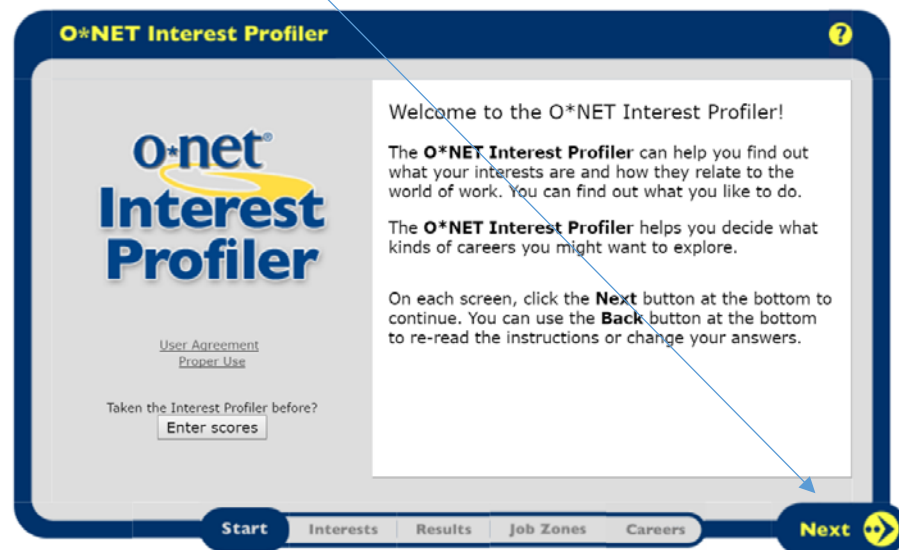 O*NET Interest Profiler
?
o*net®
Interest
Profiler
User Agreement
Proper Use
Taken the Interest Profiler before?
Enter scores
Welcome to the O*NET Interest Profiler!
The O*NET Interest Profiler can help you find out
what your interests are and how they relate to the
world of work. You can find out what you like to do.
The O*NET Interest Profiler helps you decide what
kinds of careers you might want to explore.
On each screen, click the Next button at the bottom to
continue. You can use the Back button at the bottom
to re-read the instructions or change your answers.
Start Interests Results Job Zones Careers Next